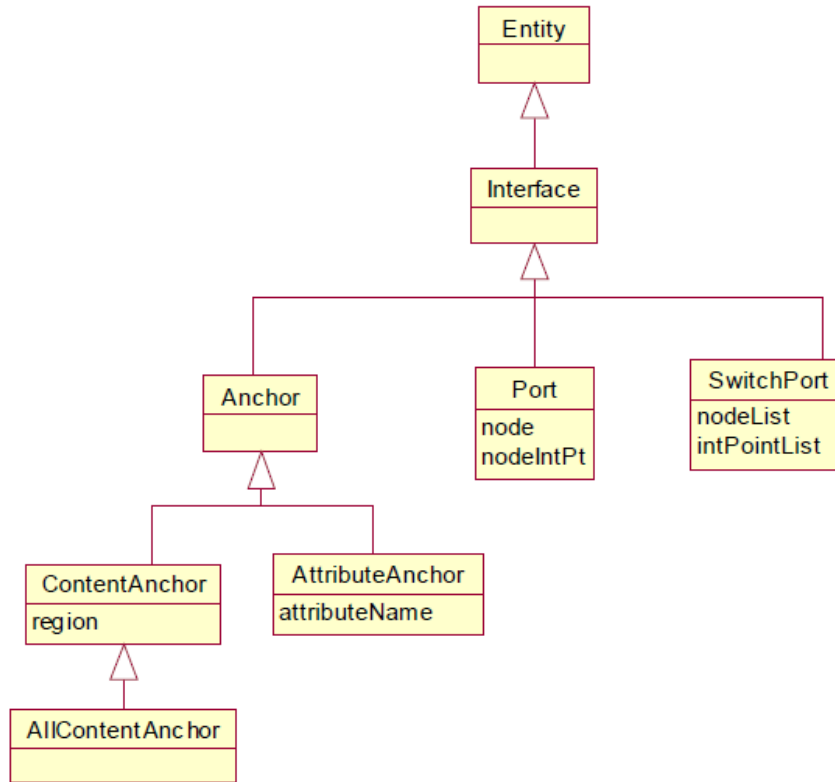 Entity
Interface
Anchor
Port
node
nodeIntPt
SwitchPort
nodeList
intPointList
ContentAnchor
region
AttributeAnchor
attributeName
AllContentAnchor